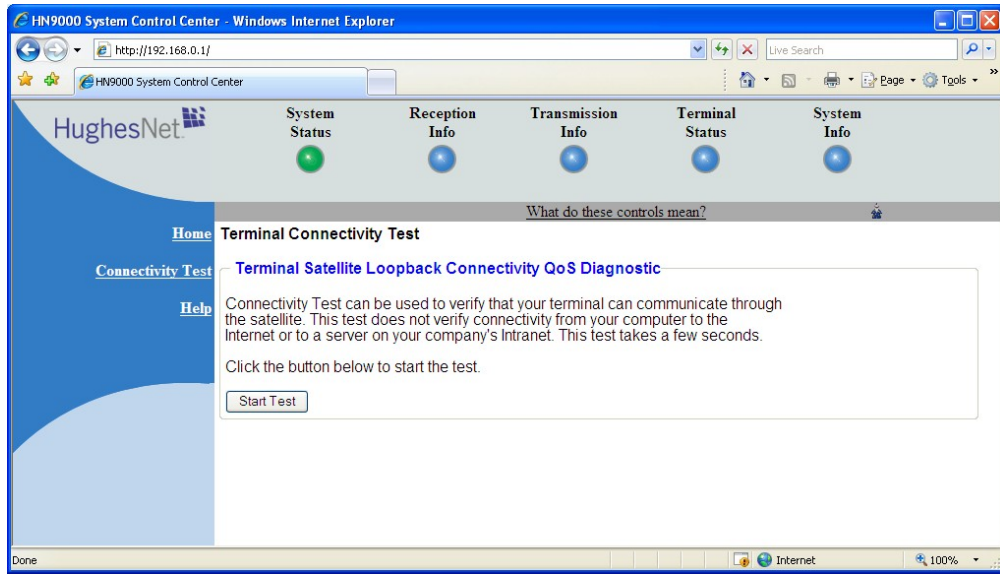 HN9000 System Control Center - Windows Internet Explorer
http://192.168.0.1/
Live Search
HN9000 System Control Center
Page
Tools
»
HughesNet.
System Status
Reception Info
Transmission Info
Terminal Status
System Info
What do these controls mean?
Home
Connectivity Test
Help
Terminal Connectivity Test
Terminal Satellite Loopback Connectivity QoS Diagnostic
Connectivity Test can be used to verify that your terminal can communicate through
the satellite. This test does not verify connectivity from your computer to the
Internet or to a server on your company's Intranet. This test takes a few seconds.
Click the button below to start the test.
Start Test
Done
Internet
100%